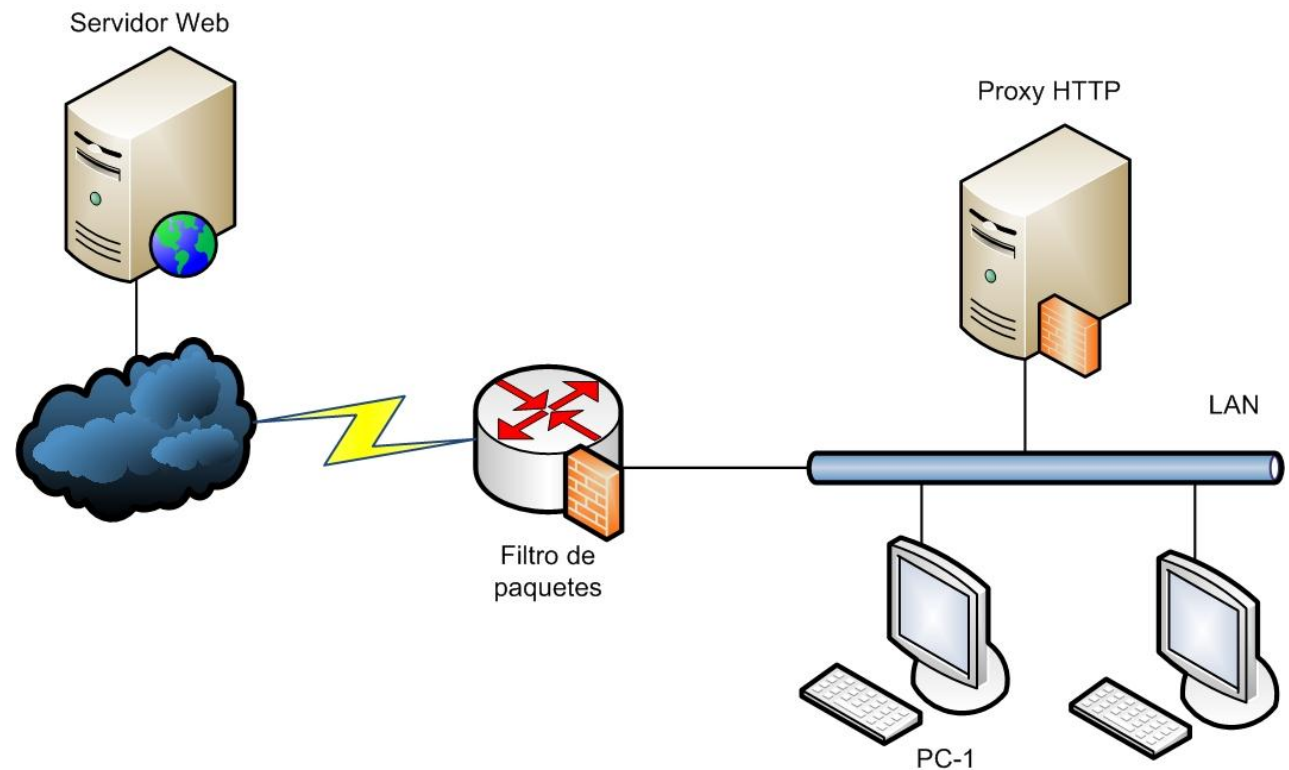 Servidor Web
Proxy HTTP
LAN
Filtro de
paquetes
PC-1